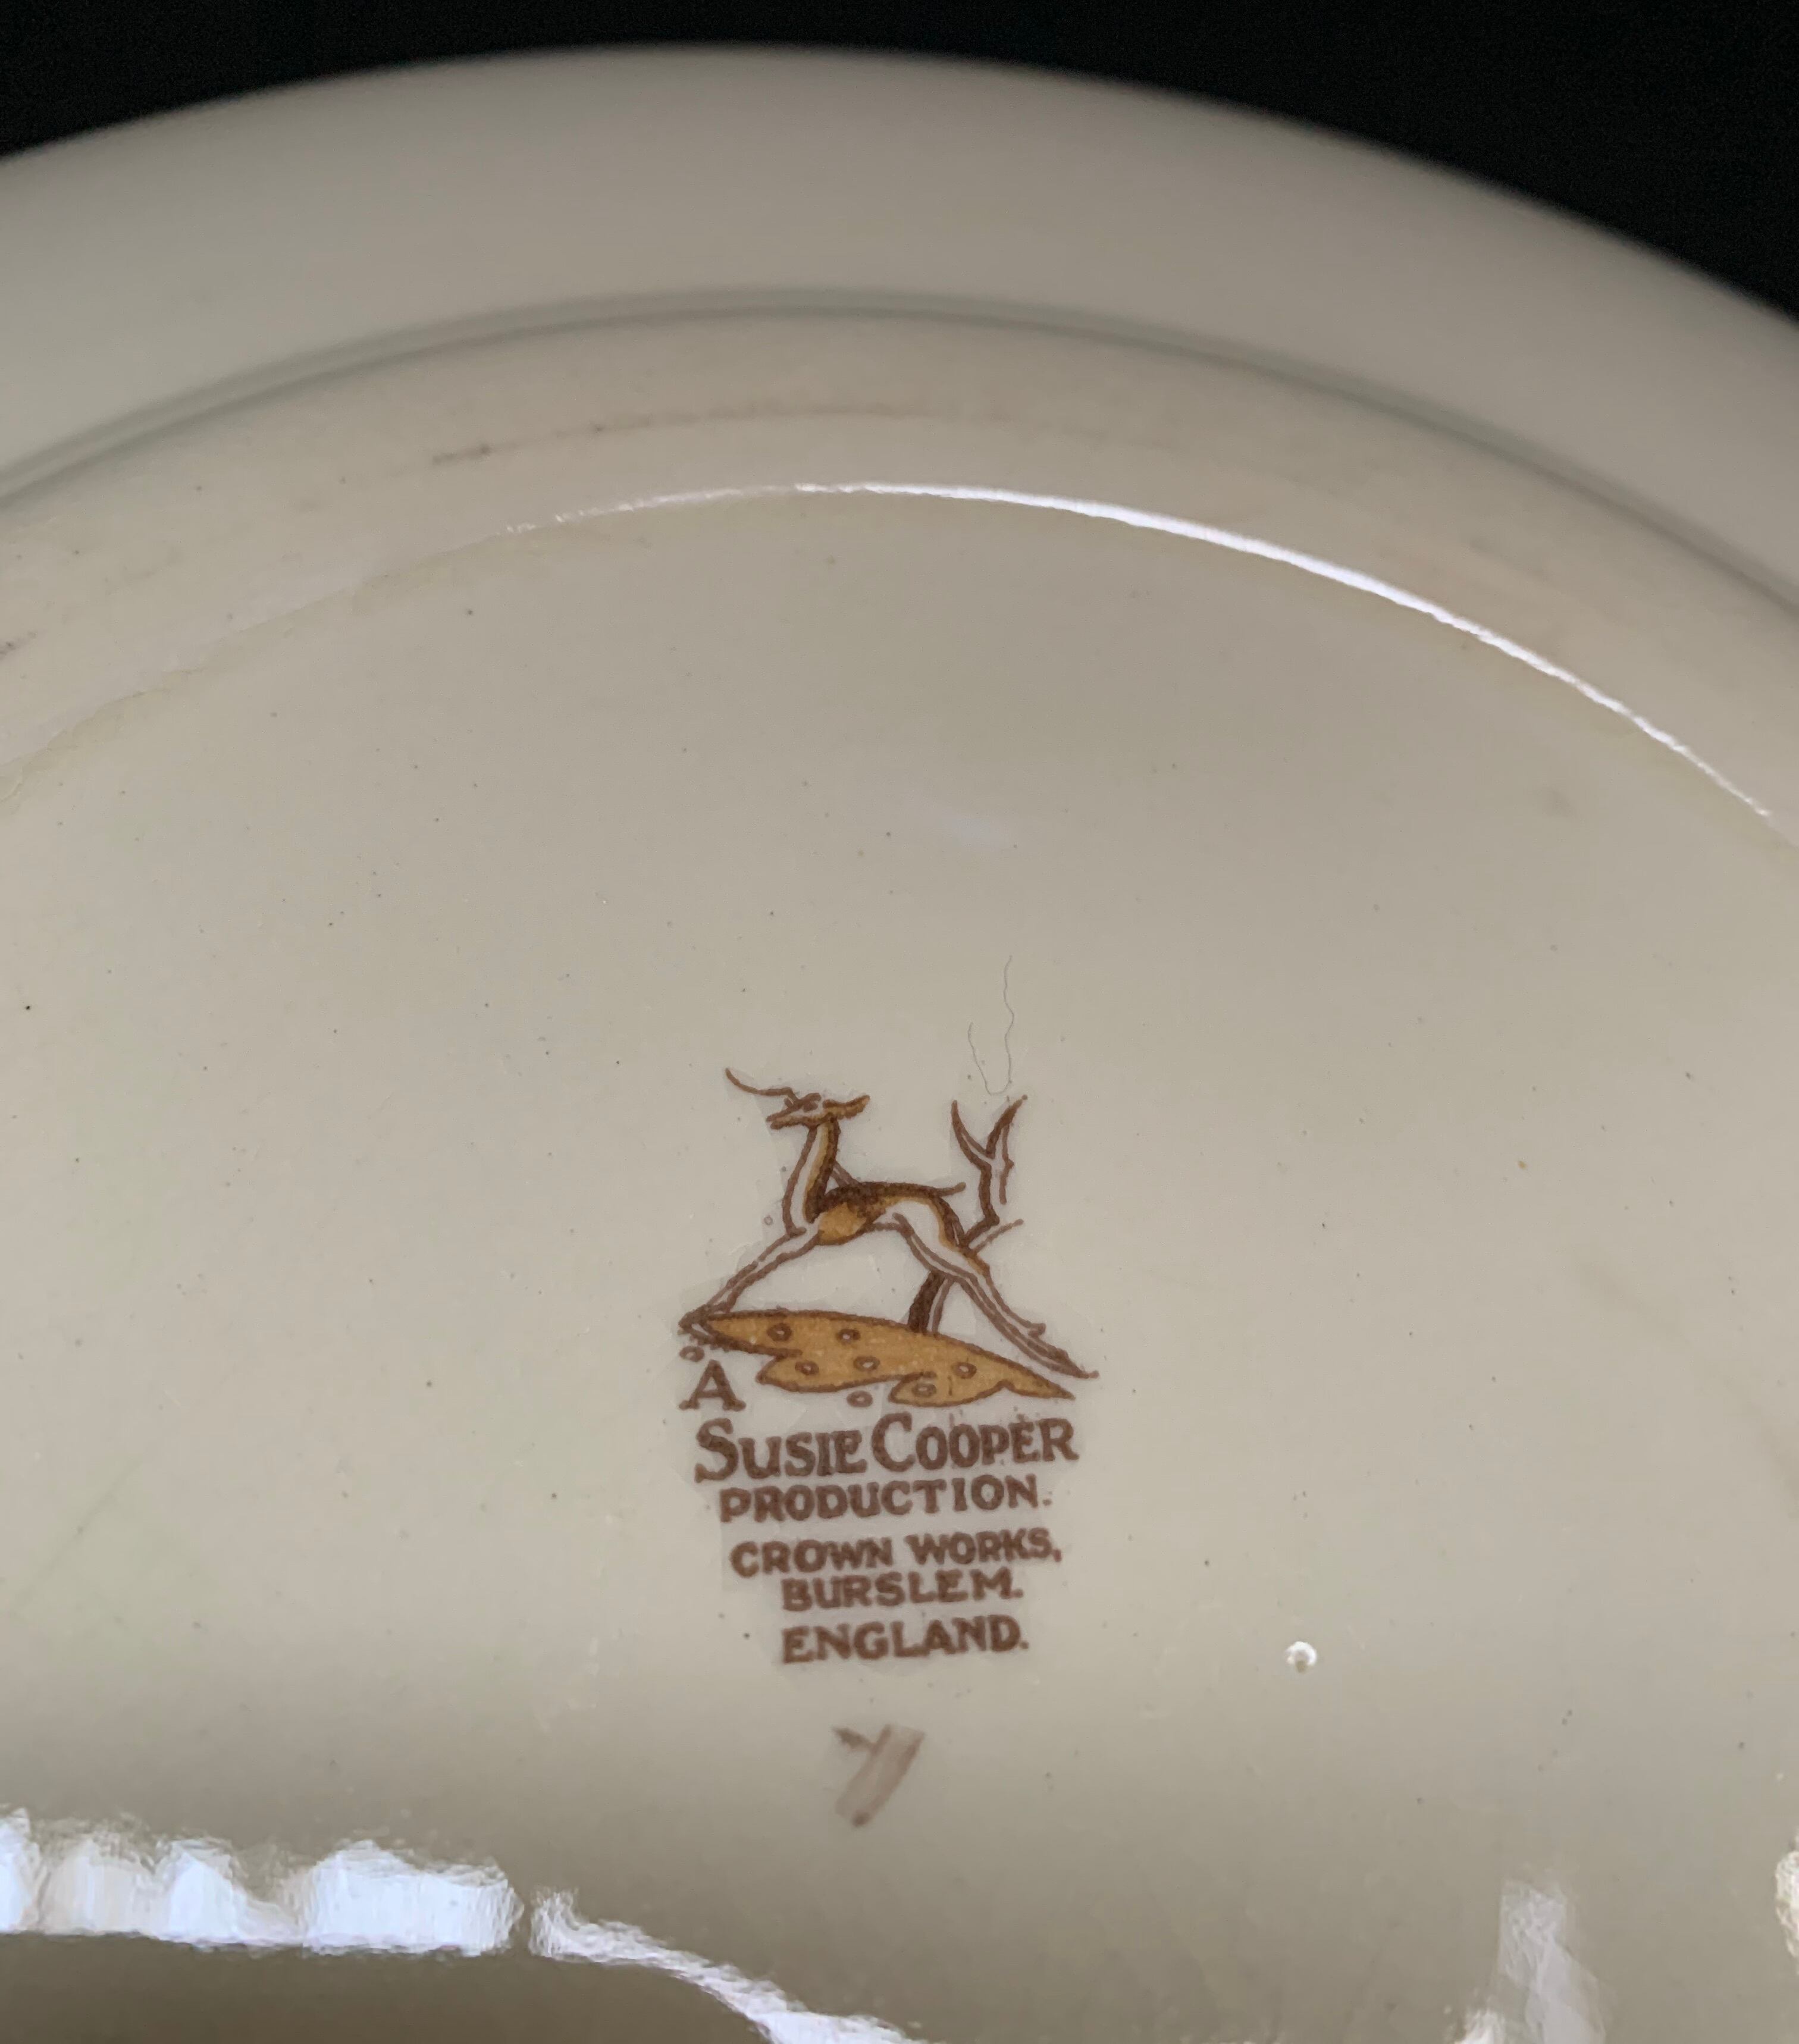 A
SUSIE COOPER
PRODUCTION.
CROWN WORKS,
BURSLEM.
ENGLAND.